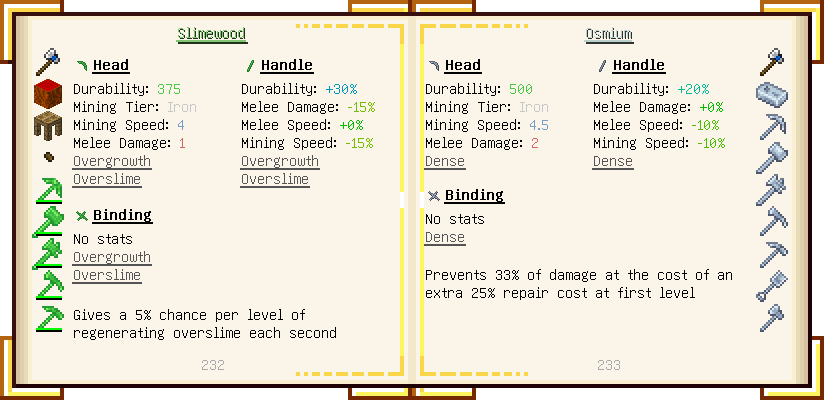 Slimewood
Head
Durability: 375
Mining Tier: Iron
Mining Speed: 4
Melee Damage: 1
Overgrowth
Overslime
Handle
Durability: +30%
Melee Damage: -15%
Melee Speed: +0%
Mining Speed: -15%
Overgrowth
Overslime
Binding
No stats
Overgrowth
Overslime
Gives a 5% chance per level of
regenerating overslime each second
232
Osmium
Head
Durability: 500
Mining Tier: Iron
Mining Speed: 4.5
Melee Damage: 2
Dense
Handle
Durability: +20%
Melee Damage: +0%
Melee Speed: -10%
Mining Speed: -10%
Dense
Binding
No stats
Dense
Prevents 33% of damage at the cost of an
extra 25% repair cost at first level
233